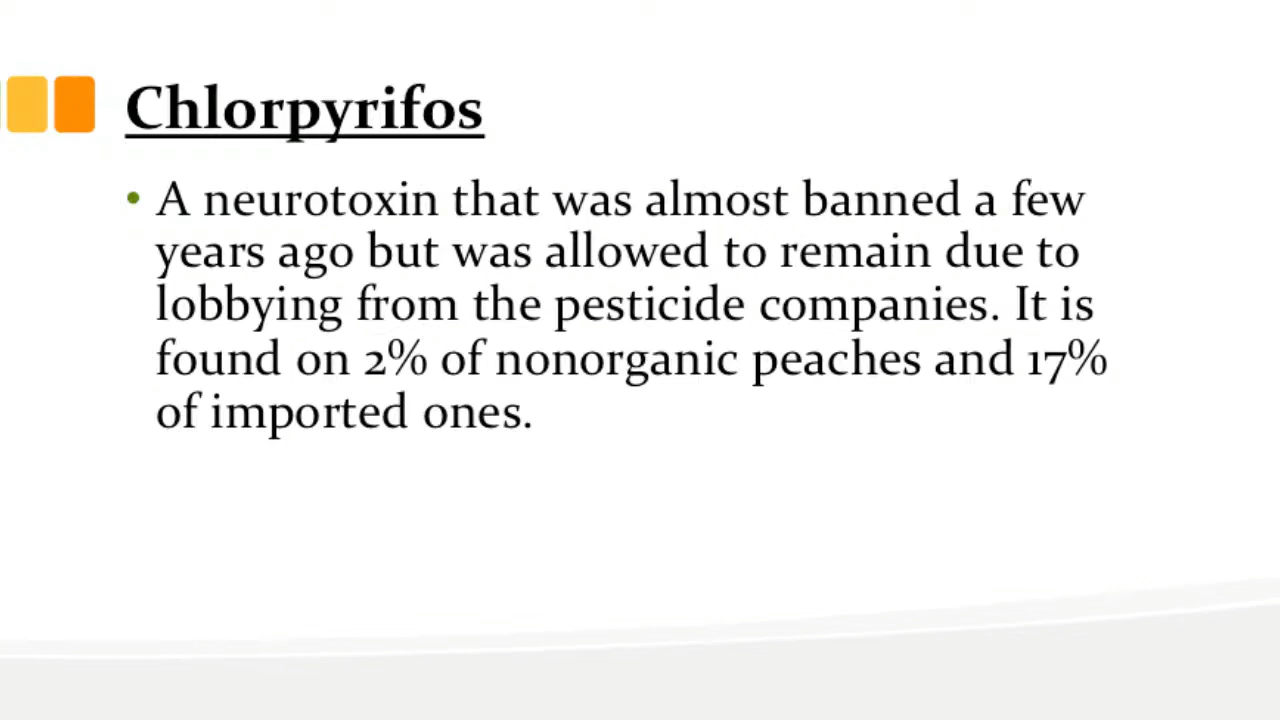 Chlorpyrifos
• A neurotoxin that was almost banned a few
years ago but was allowed to remain due to
lobbying from the pesticide companies. It is
found on 2% of nonorganic peaches and 17%
of imported ones.